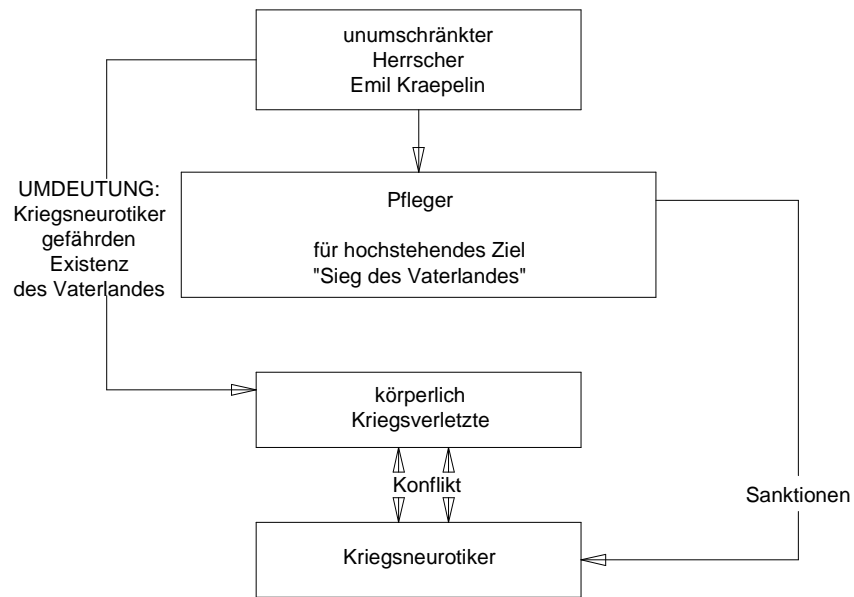 unumschränkter
Herrscher
Emil Kraepelin
UMDEUTUNG:
Kriegsneurotiker
gefährden
Existenz
des Vaterlandes
Pfleger
für hochstehendes Ziel
"Sieg des Vaterlandes"
körperlich
Kriegsverletzte
Konflikt
Sanktionen
Kriegsneurotiker